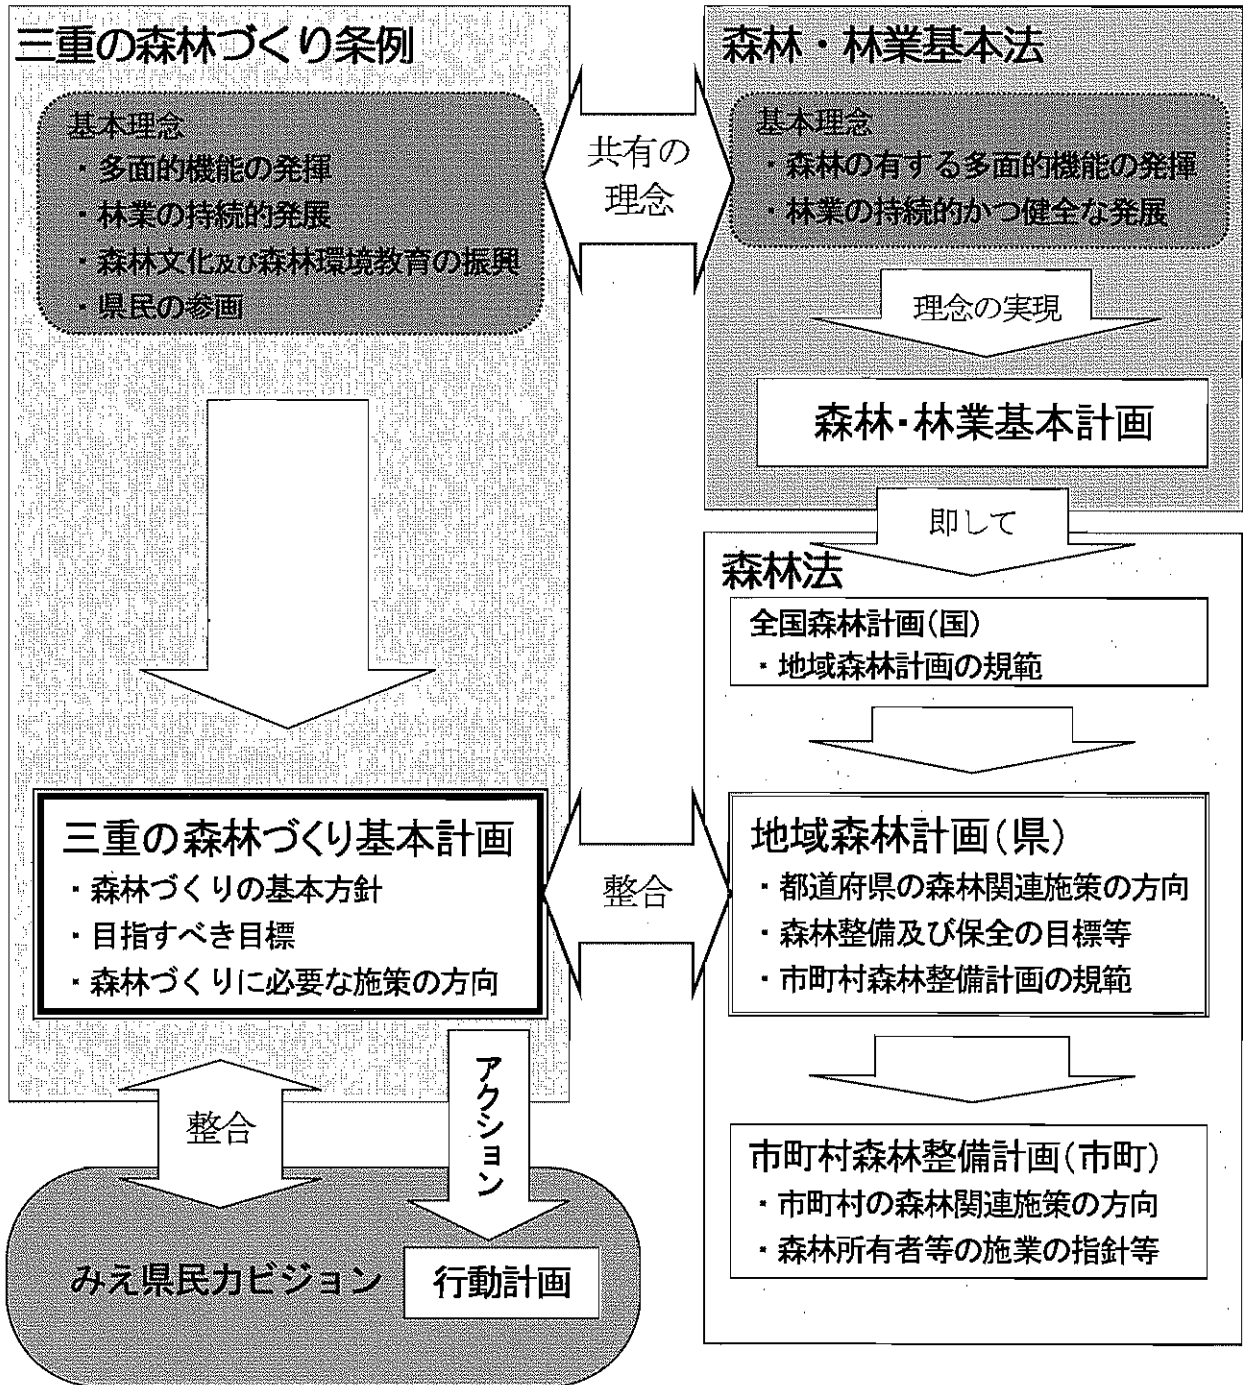 三重の森林づくり条例
基本理念
・多面的機能の発揮
・林業の持続的発展
・森林文化及び森林環境教育の振興
・県民の参画
共有の
理念
森林・林業基本法
基本理念
・森林の有する多面的機能の発揮
・林業の持続的かつ健全な発展
理念の実現
森林・林業基本計画
即して
森林法
全国森林計画(国)
・地域森林計画の規範
三重の森林づくり基本計画
・森林づくりの基本方針
・目指すべき目標
・森林づくりに必要な施策の方向
整合
地域森林計画(県)
・都道府県の森林関連施策の方向
・森林整備及び保全の目標等
・市町村森林整備計画の規範
整合
アクション
みえ県民力ビジョン
行動計画
市町村森林整備計画(市町)
・市町村の森林関連施策の方向
・森林所有者等の施業の指針等